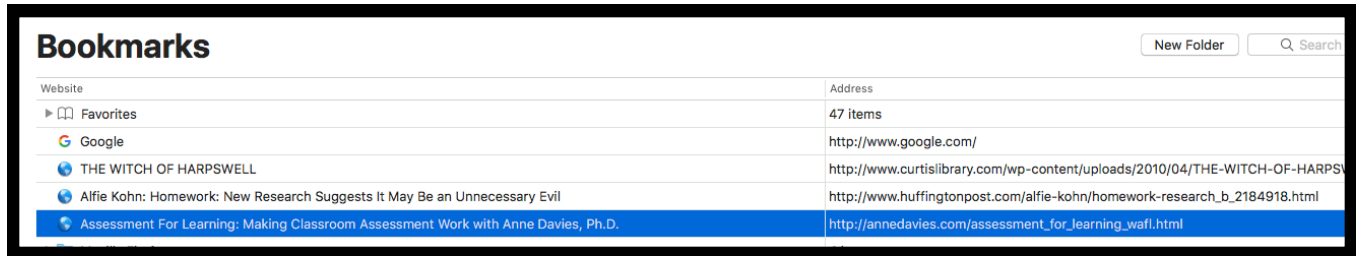 Bookmarks
New Folder
Search
Website Address
Favorites 47 items
Google http://www.google.com/
THE WITCH OF HARPSWELL http://www.curtislibrary.com/wp-content/uploads/2010/04/THE-WITCH-OF-HARPSW
Alfie Kohn: Homework: New Research Suggests It May Be an Unnecessary Evil http://www.huffingtonpost.com/alfie-kohn/homework-research_b_2184918.html
Assessment For Learning: Making Classroom Assessment Work with Anne Davies, Ph.D. http://annedavies.com/assessment_for_learning_wafl.html